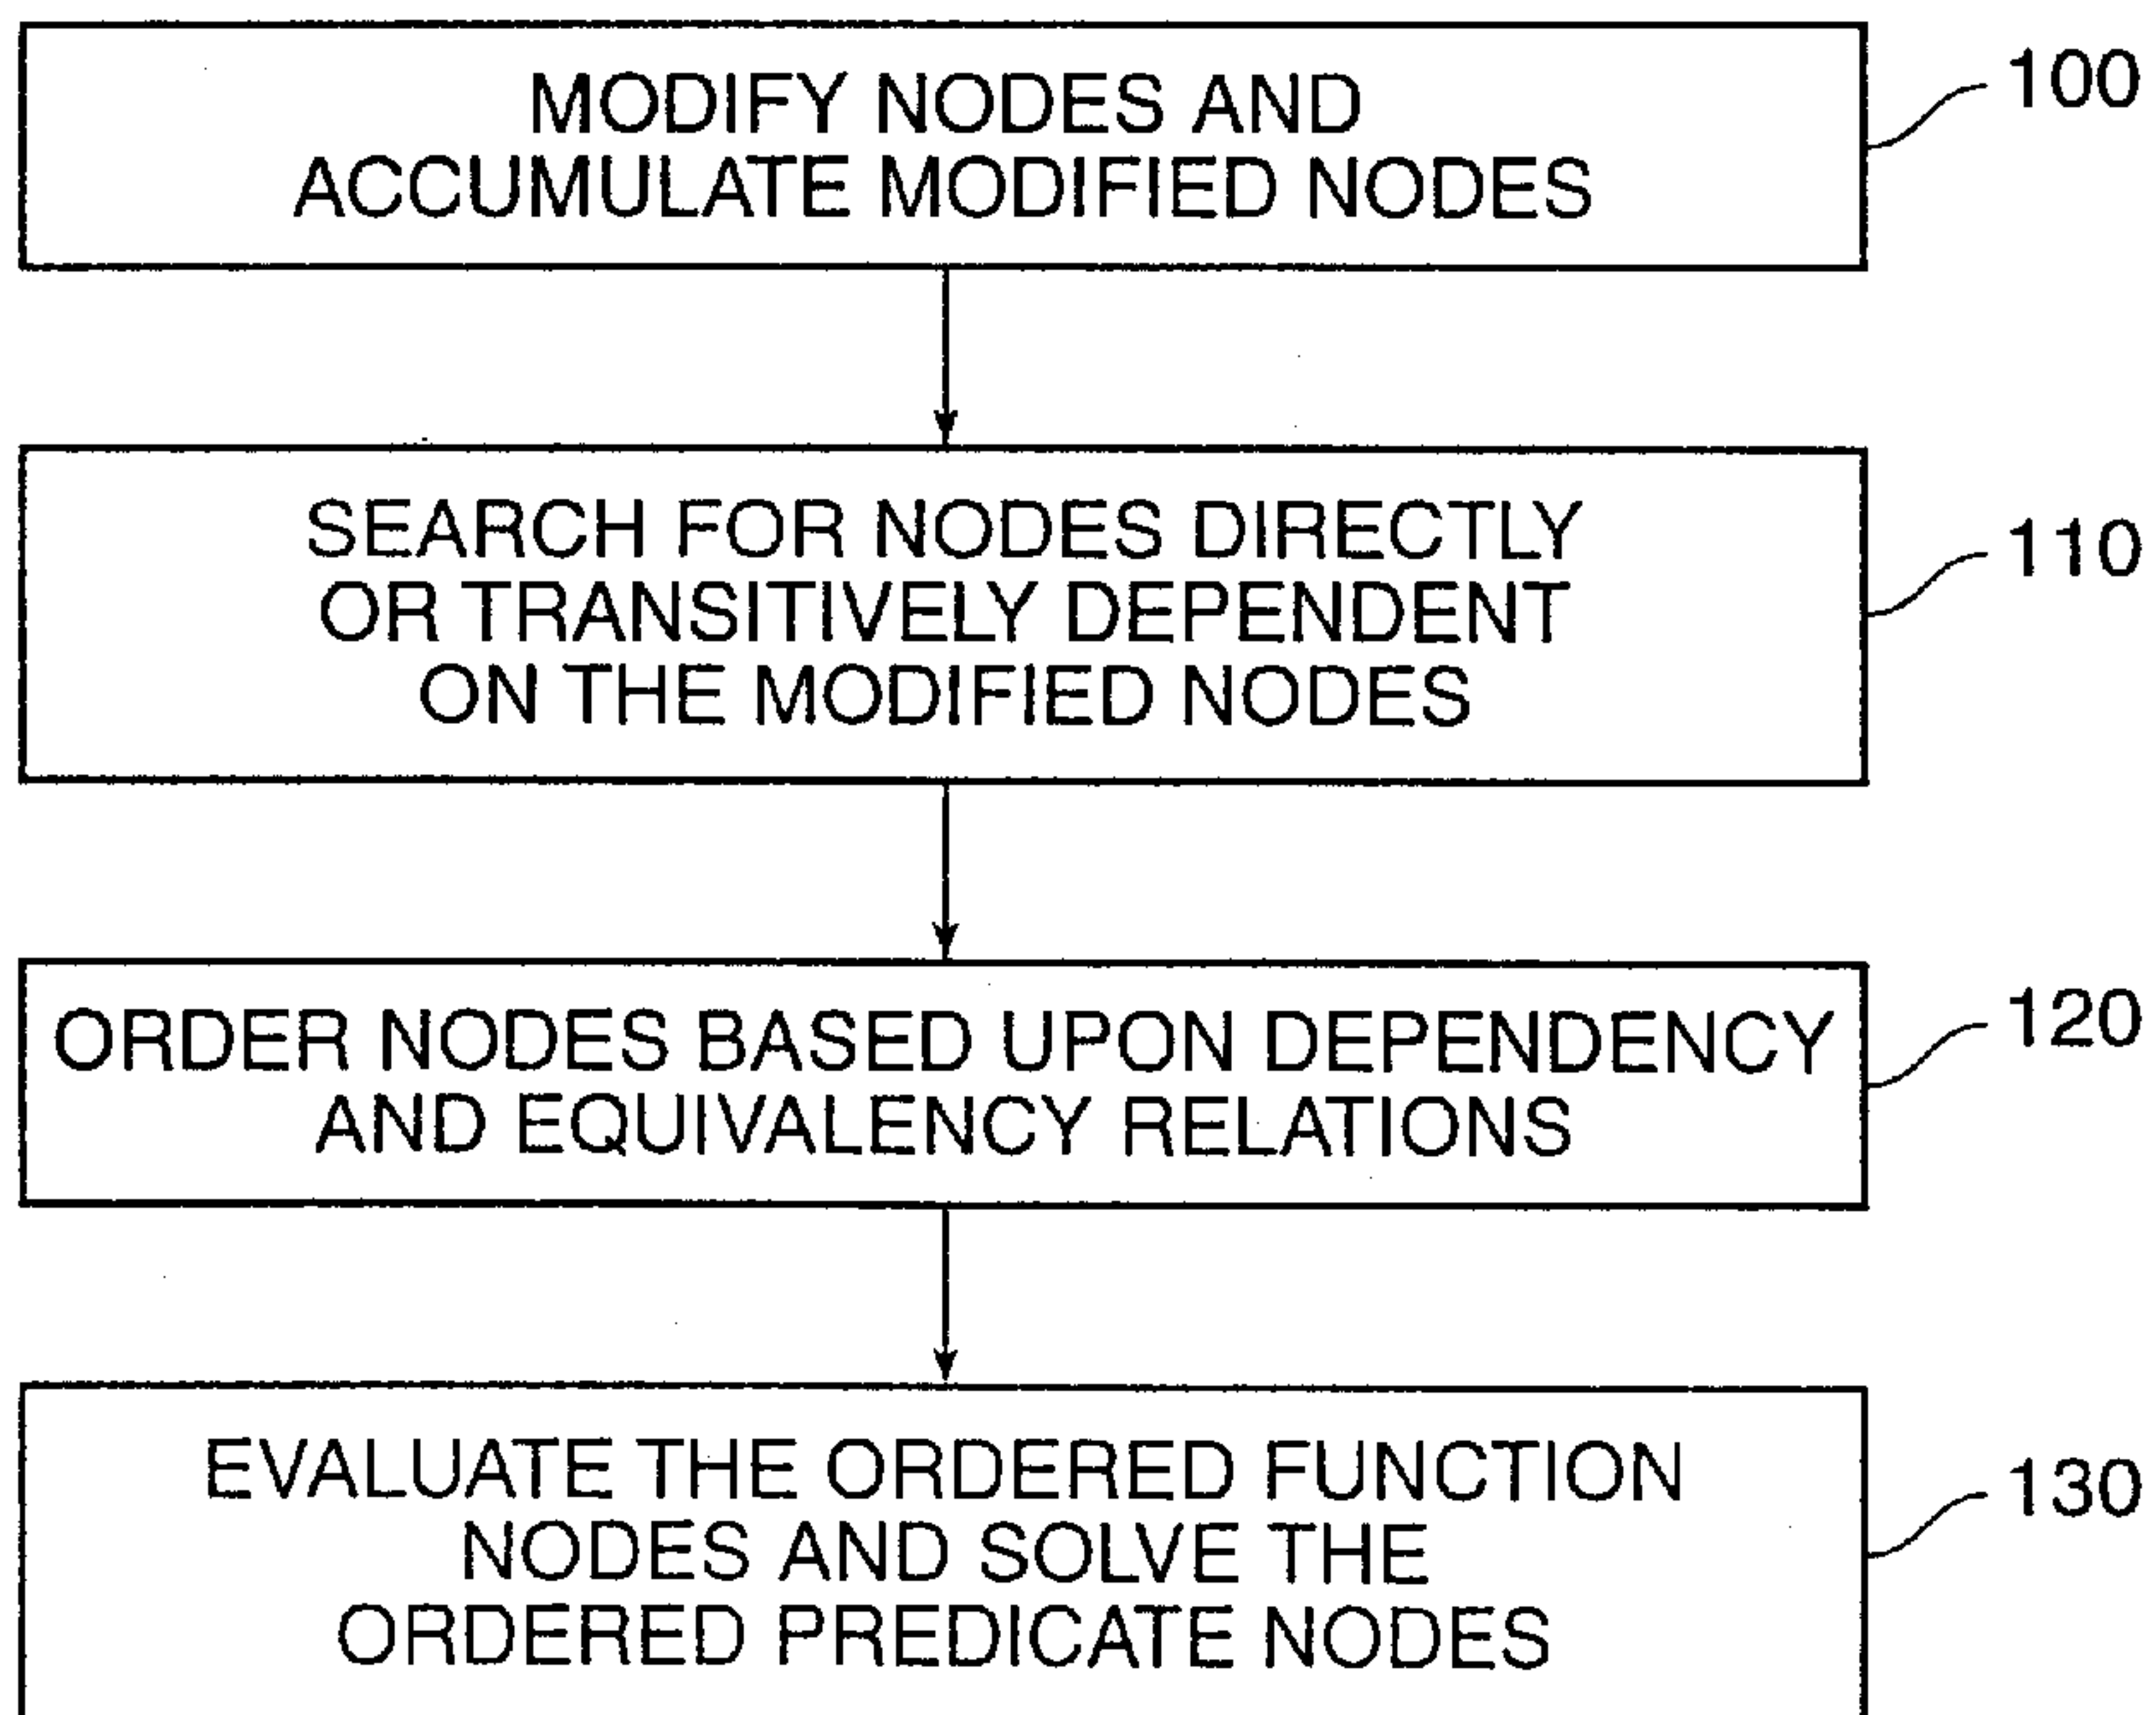 MODIFY NODES AND
ACCUMULATE MODIFIED NODES
100
SEARCH FOR NODES DIRECTLY
OR TRANSITIVELY DEPENDENT
ON THE MODIFIED NODES
110
ORDER NODES BASED UPON DEPENDENCY
AND EQUIVALENCY RELATIONS
120
EVALUATE THE ORDERED FUNCTION
NODES AND SOLVE THE
ORDERED PREDICATE NODES
130